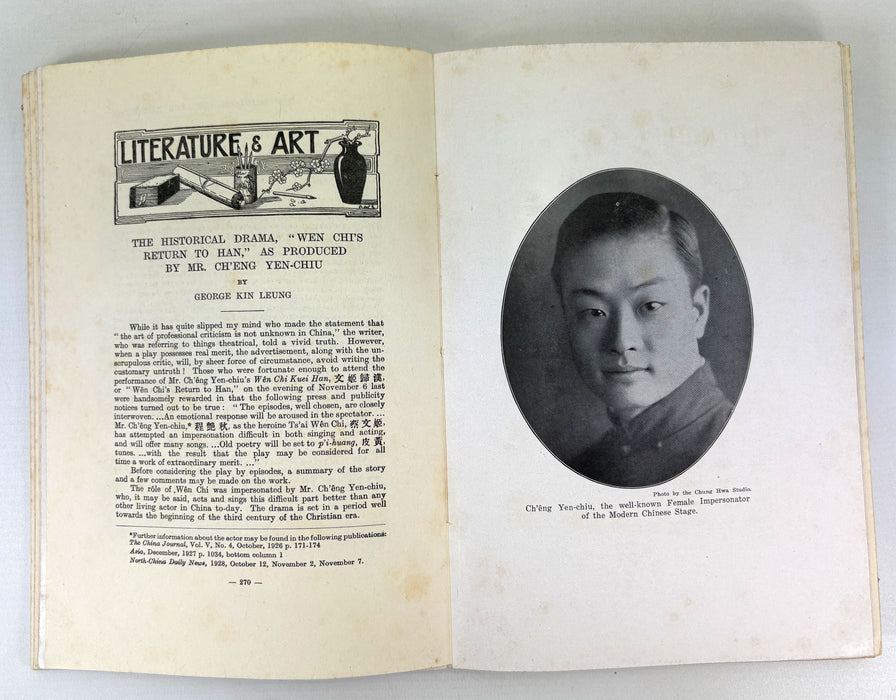 LITERATURE & ART
THE HISTORICAL DRAMA, “WEN CHI'S
RETURN TO HAN,” AS PRODUCED
BY MR. CH'ENG YEN-CHIU
BY
GEORGE KIN LEUNG
While it has quite slipped my mind who made the statement that
“the art of professional criticism is not unknown in China,” the writer,
who was referring to things theatrical, told a vivid truth. However,
when a play possesses real merit, the advertisement, along with the un-
scrupulous critic, will, by sheer force of circumstance, avoid writing the
customary untruth! Those who were fortunate enough to attend the
performance of Mr. Ch'êng Yen-chiu's Wên Chi Kuei Han, 文姬歸漢,
or “Wên Chi's Return to Han,” on the evening of November 6 last
were handsomely rewarded in that the following press and publicity
notices turned out to be true: “The episodes, well chosen, are closely
interwoven. ...An emotional response will be aroused in the spectator. ...
Mr. Ch'êng Yen-chiu,* 程艷秋, as the heroine Ts'ai Wên Chi, 蔡文姬,
has attempted an impersonation difficult in both singing and acting,
and will offer many songs. ...Old poetry will be set to p'i-huang, 皮黃,
tunes. ...with the result that the play may be considered for all
time a work of extraordinary merit. ...”
Before considering the play by episodes, a summary of the story
and a few comments may be made on the work.
The rôle of Wên Chi was impersonated by Mr. Ch'êng Yen-chiu,
who, it may be said, acts and sings this difficult part better than any
other living actor in China to-day. The drama is set in a period well
towards the beginning of the third century of the Christian era.
*Further information about the actor may be found in the following publications:
The China Journal, Vol. V, No. 4, October, 1926 p. 171-174
Asia, December, 1927 p. 1034, bottom column 1
North-China Daily News, 1928, October 12, November 2, November 7.
— 270 —
Photo by the Chung Hwa Studio.
Ch'êng Yen-chiu, the well-known Female Impersonator
of the Modern Chinese Stage.